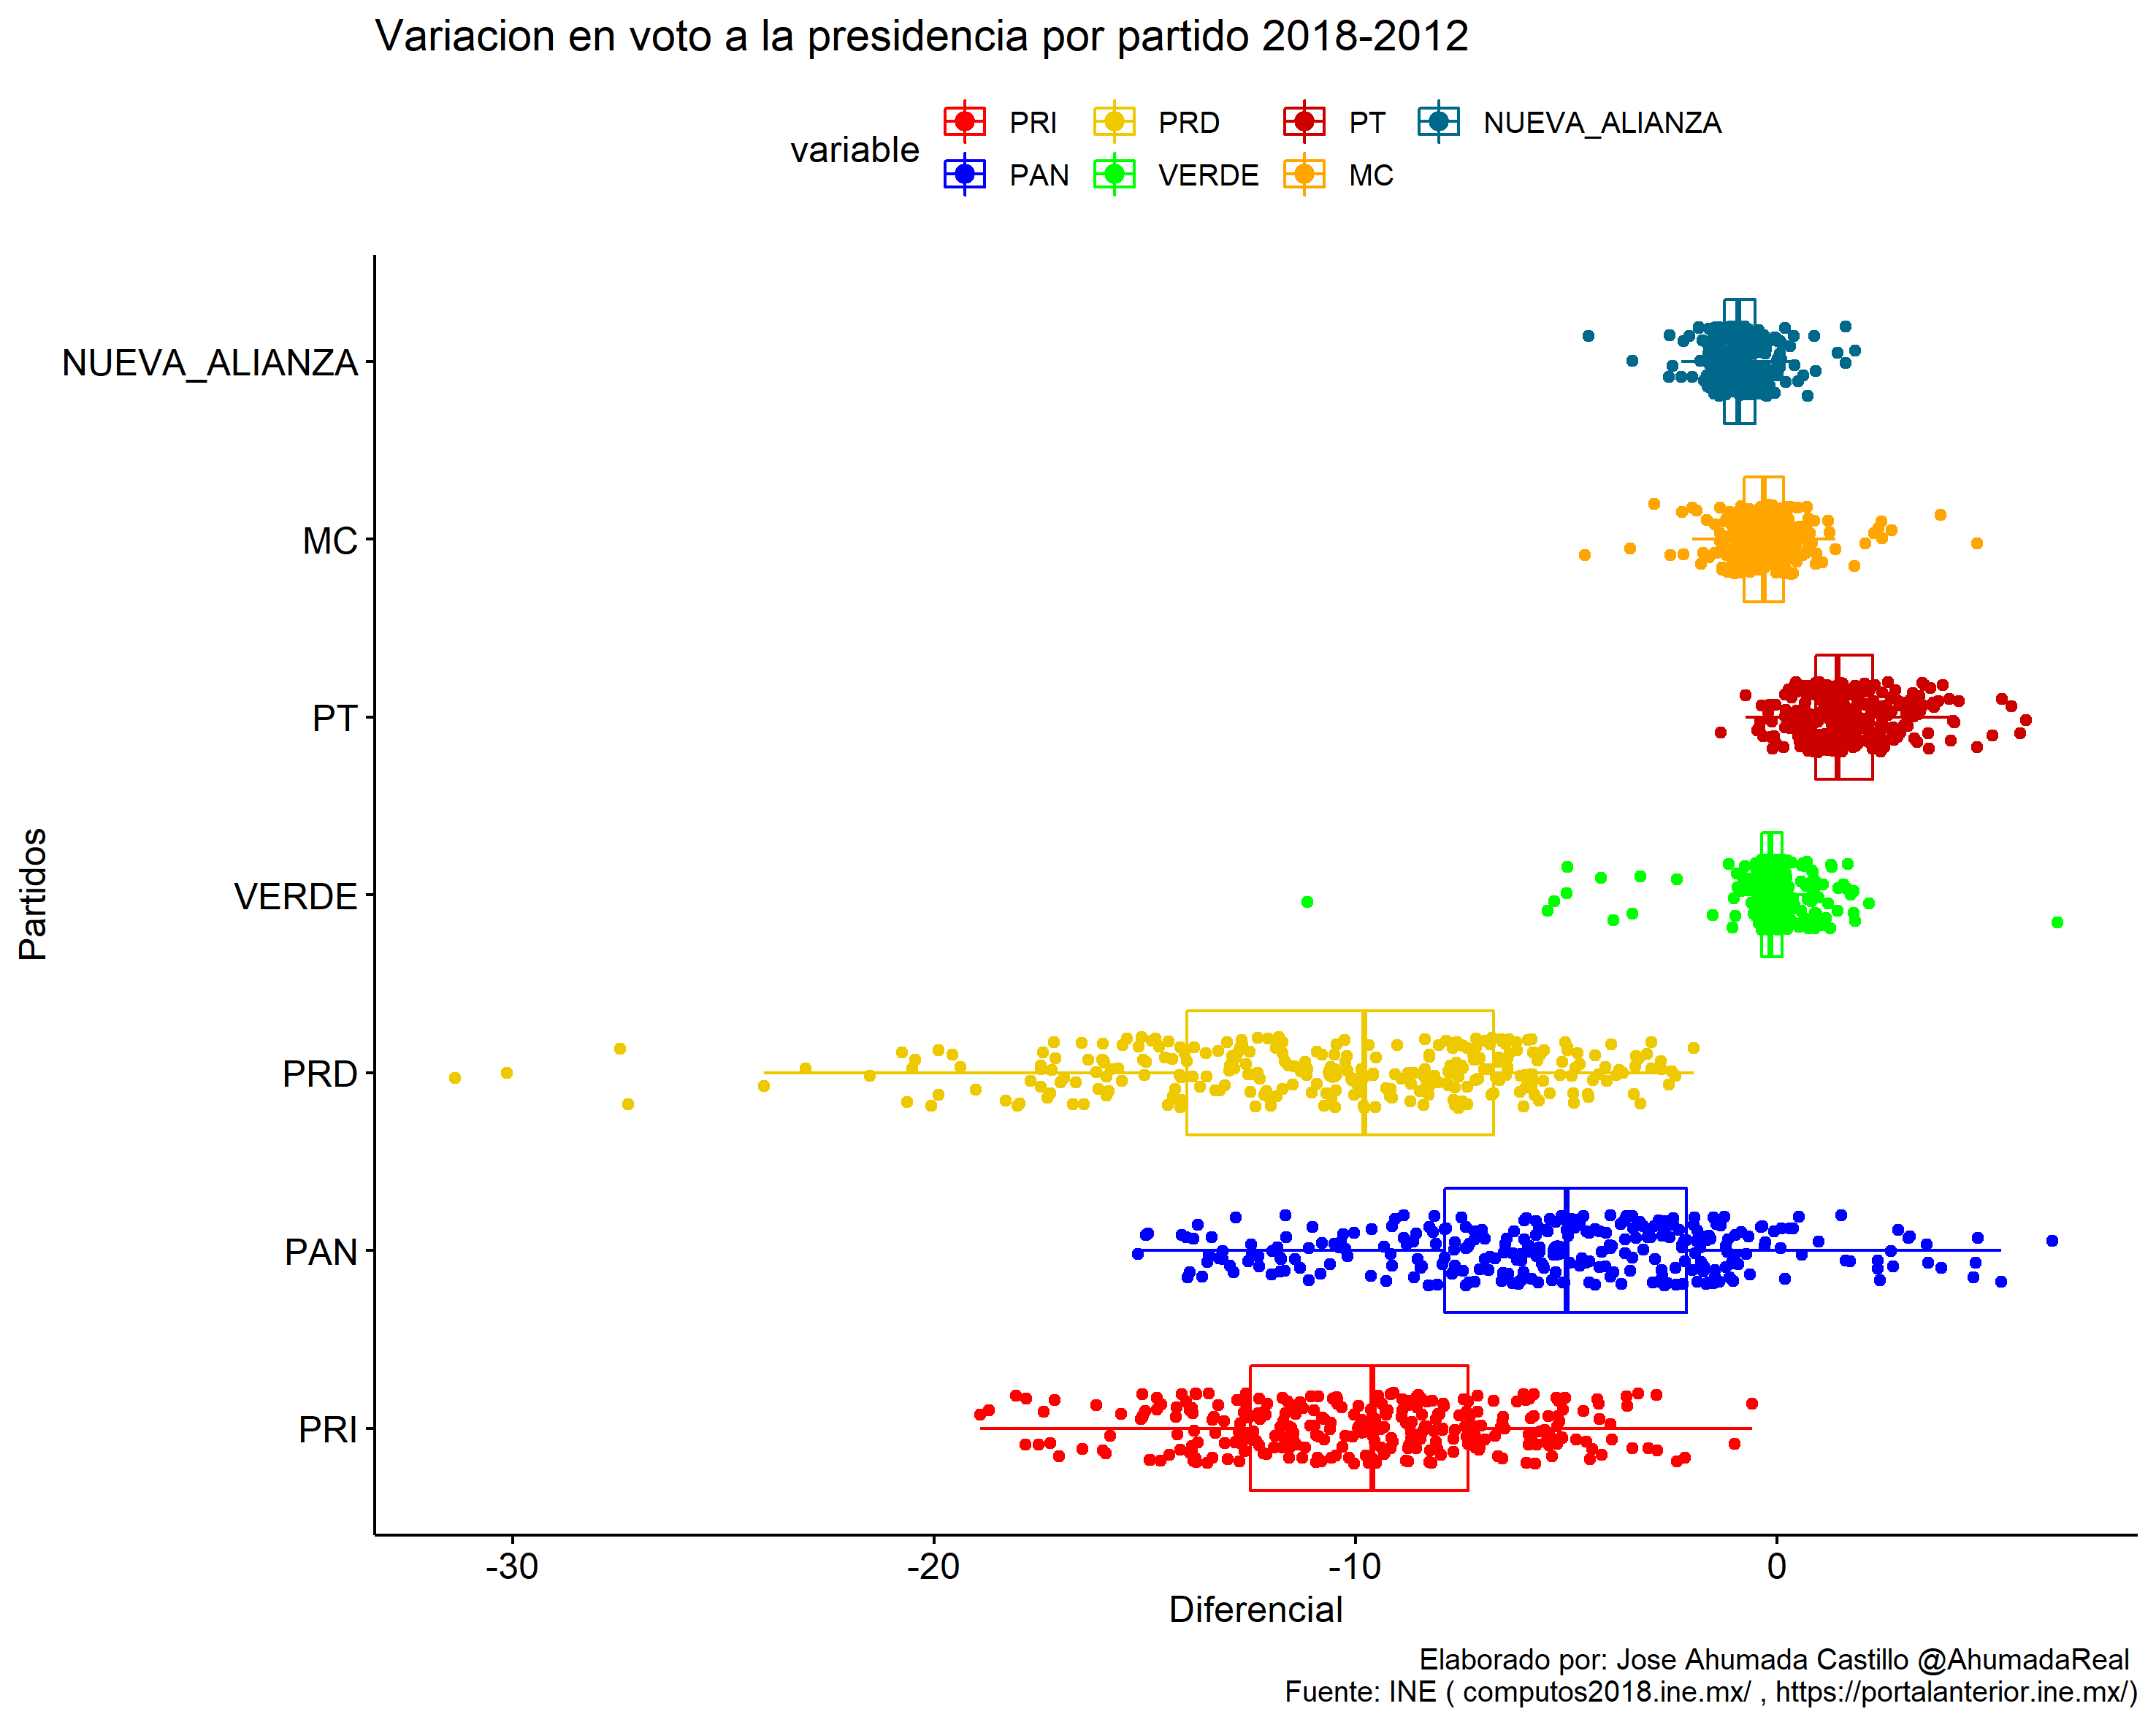 Variacion en voto a la presidencia por partido 2018-2012
variable
PRI PRD PT NUEVA_ALIANZA
PAN VERDE MC
Partidos
NUEVA_ALIANZA
MC
PT
VERDE
PRD
PAN
PRI
-30 -20 -10 0
Diferencial
Elaborado por: Jose Ahumada Castillo @AhumadaReal
Fuente: INE ( computos2018.ine.mx/ , https://portalanterior.ine.mx/)